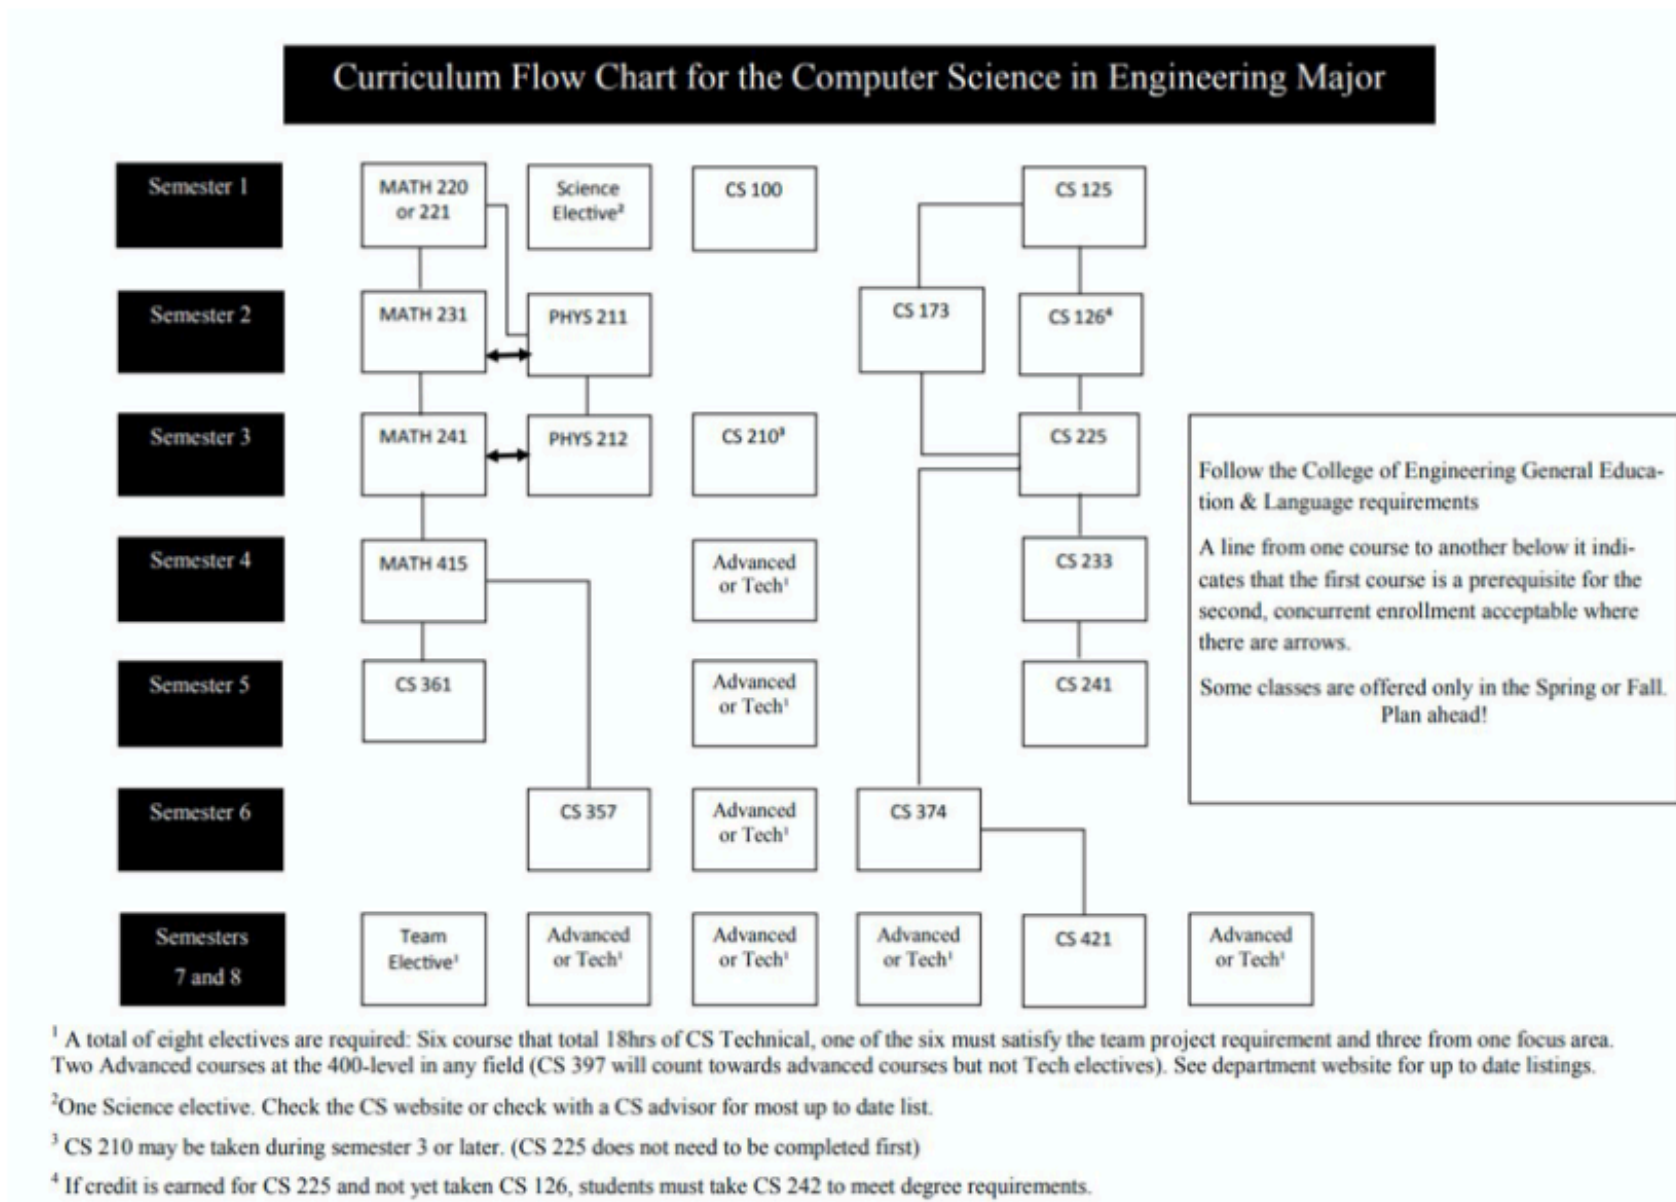 Curriculum Flow Chart for the Computer Science in Engineering Major
Semester 1
MATH 220
or 221
Science
Elective²
CS 100
CS 125
Semester 2
MATH 231
PHYS 211
CS 173
CS 126⁴
Semester 3
MATH 241
PHYS 212
CS 210³
CS 225
Semester 4
MATH 415
Advanced
or Tech¹
CS 233
Semester 5
CS 361
Advanced
or Tech¹
CS 241
Semester 6
CS 357
Advanced
or Tech¹
CS 374
Semesters
7 and 8
Team
Elective¹
Advanced
or Tech¹
Advanced
or Tech¹
Advanced
or Tech¹
CS 421
Advanced
or Tech¹
Follow the College of Engineering General Educa-
tion & Language requirements
A line from one course to another below it indi-
cates that the first course is a prerequisite for the
second, concurrent enrollment acceptable where
there are arrows.
Some classes are offered only in the Spring or Fall.
Plan ahead!
¹ A total of eight electives are required: Six course that total 18hrs of CS Technical, one of the six must satisfy the team project requirement and three from one focus area.
Two Advanced courses at the 400-level in any field (CS 397 will count towards advanced courses but not Tech electives). See department website for up to date listings.
²One Science elective. Check the CS website or check with a CS advisor for most up to date list.
³ CS 210 may be taken during semester 3 or later. (CS 225 does not need to be completed first)
⁴ If credit is earned for CS 225 and not yet taken CS 126, students must take CS 242 to meet degree requirements.